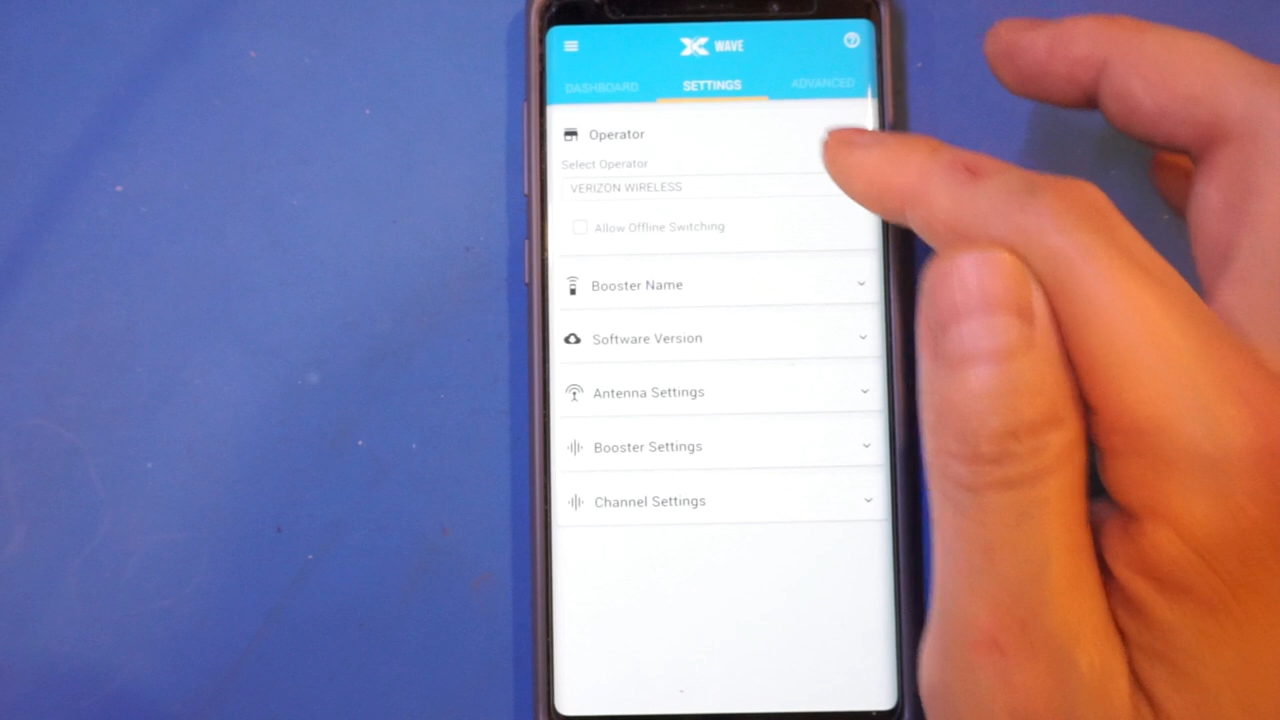 WAVE
DASHBOARD SETTINGS ADVANCED
Operator
Select Operator
VERIZON WIRELESS
Allow Offline Switching
Booster Name
Software Version
Antenna Settings
Booster Settings
Channel Settings